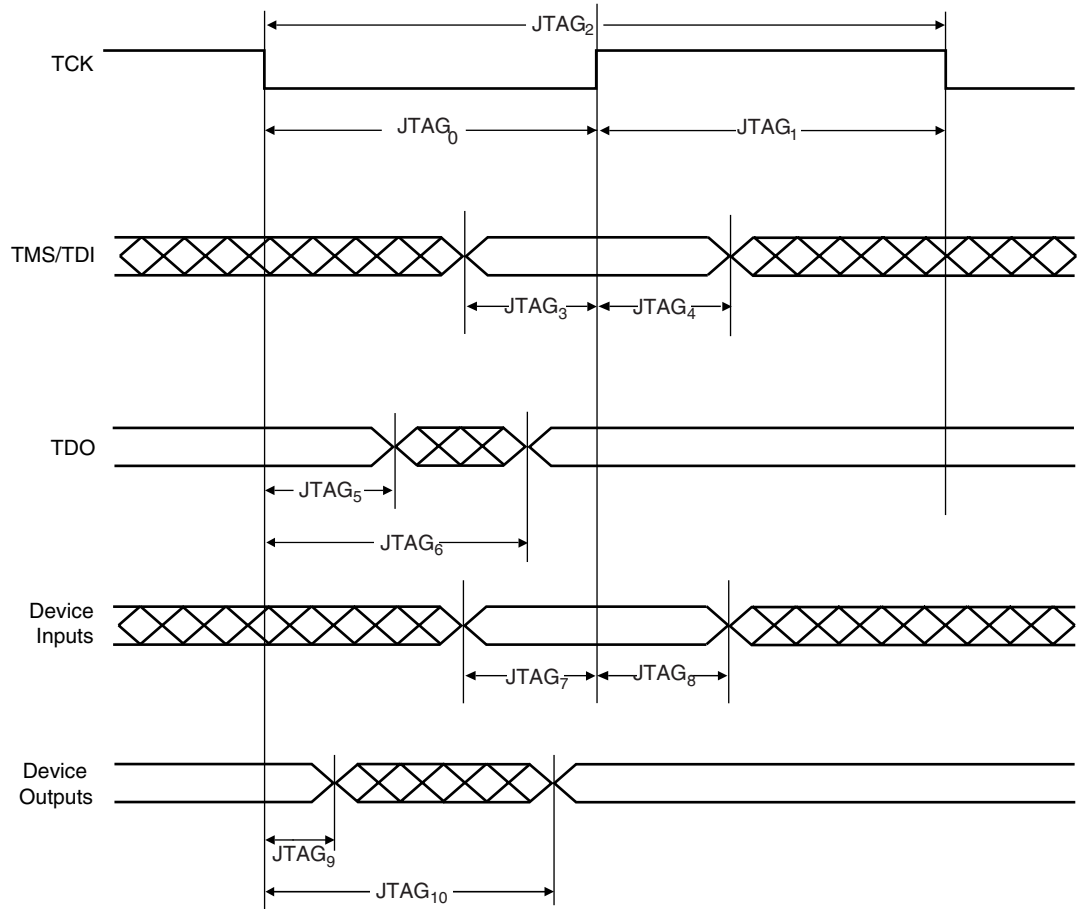 JTAG₂
TCK
JTAG₀
JTAG₁
TMS/TDI
JTAG₃
JTAG₄
TDO
JTAG₅
JTAG₆
Device
Inputs
JTAG₇
JTAG₈
Device
Outputs
JTAG₉
JTAG₁₀